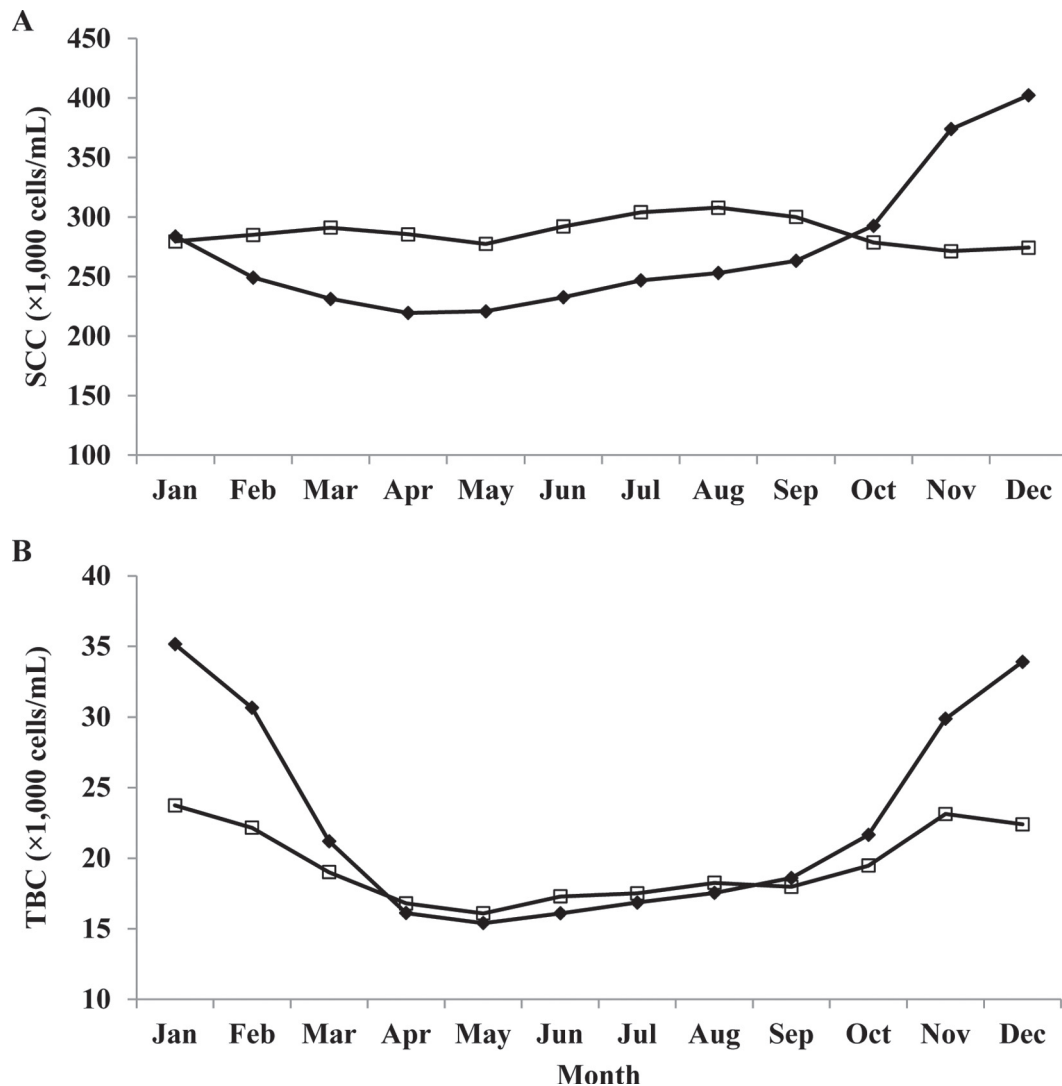 A
SCC (×1,000 cells/mL)
450
400
350
300
250
200
150
100
Jan Feb Mar Apr May Jun Jul Aug Sep Oct Nov Dec
B
TBC (×1,000 cells/mL)
40
35
30
25
20
15
10
Jan Feb Mar Apr May Jun Jul Aug Sep Oct Nov Dec
Month